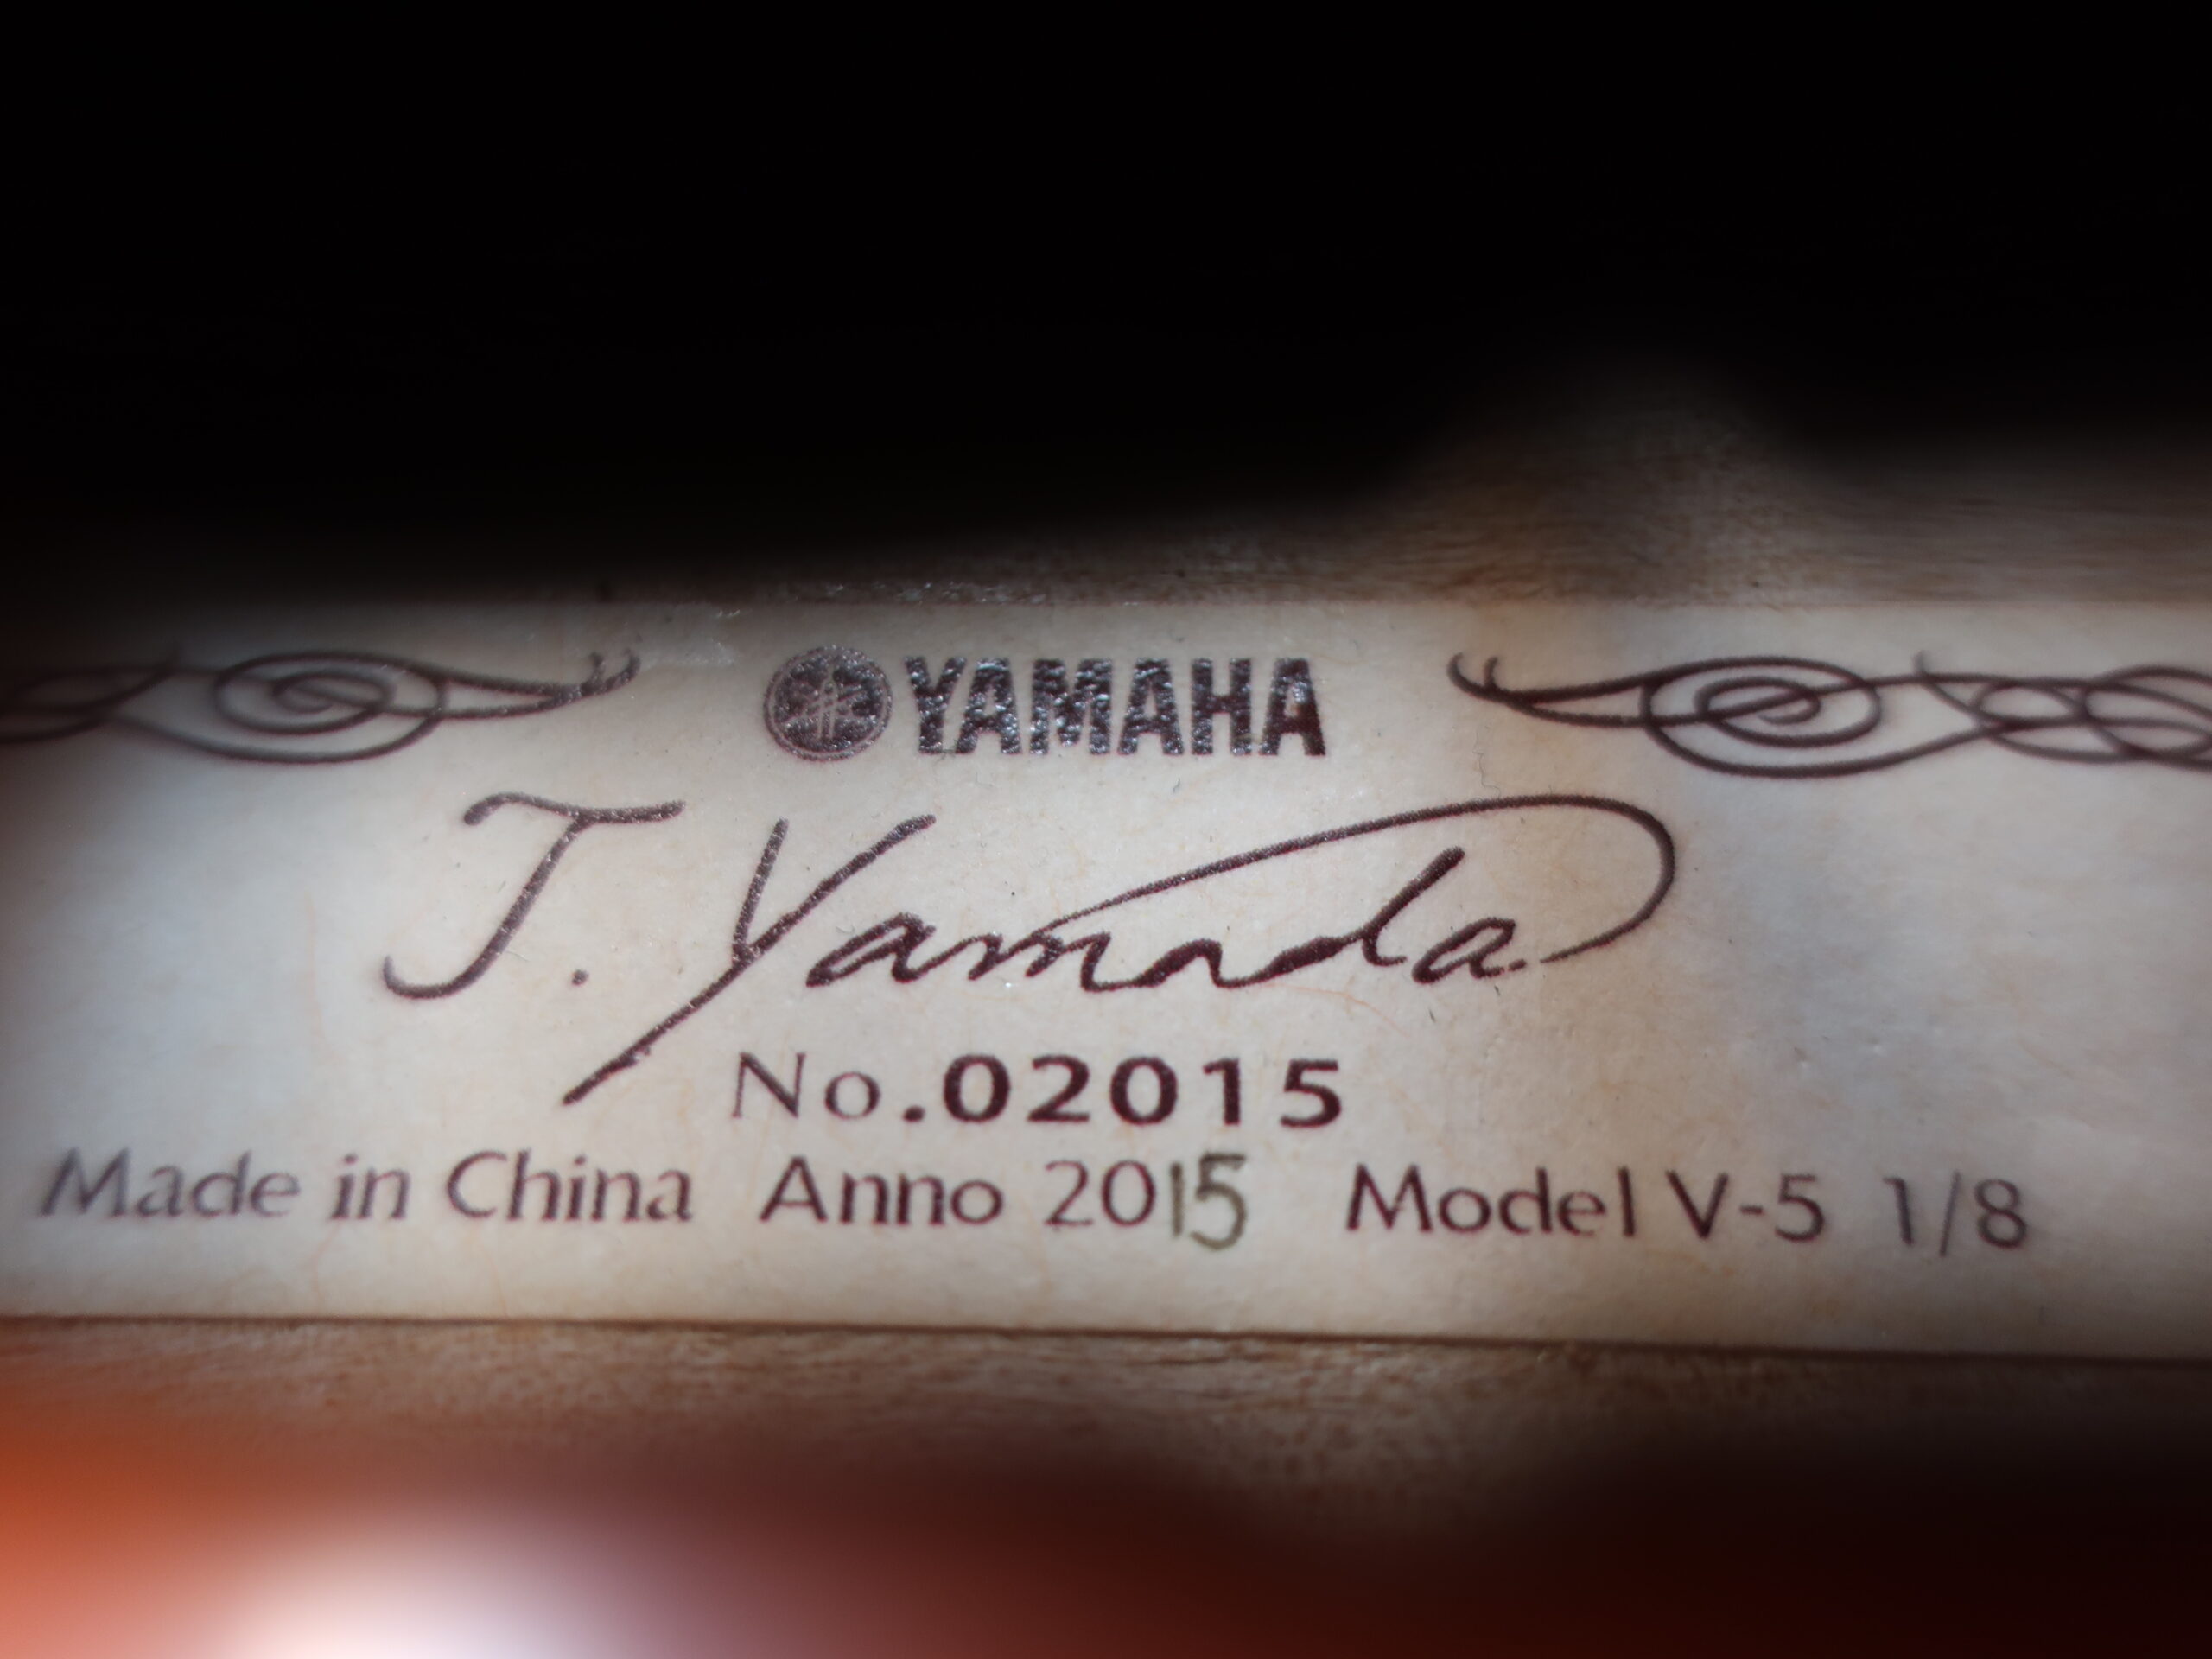 YAMAHA
J. Yamada.
No.02015
Made in China Anno 2015 Model V-5 1/8